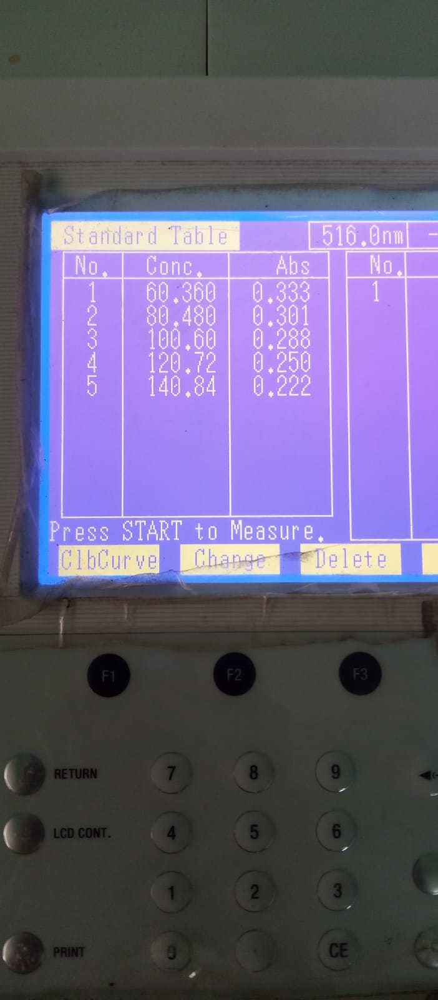 Standard Table 516.0nm
No. Conc. Abs No.
1 60.360 0.333 1
2 80.480 0.301
3 100.60 0.288
4 120.72 0.250
5 140.84 0.222
Press START to Measure.
ClbCurve Change Delete
F1 F2 F3
RETURN 7 8 9
LCD CONT. 4 5 6
1 2 3
PRINT 0 . CE